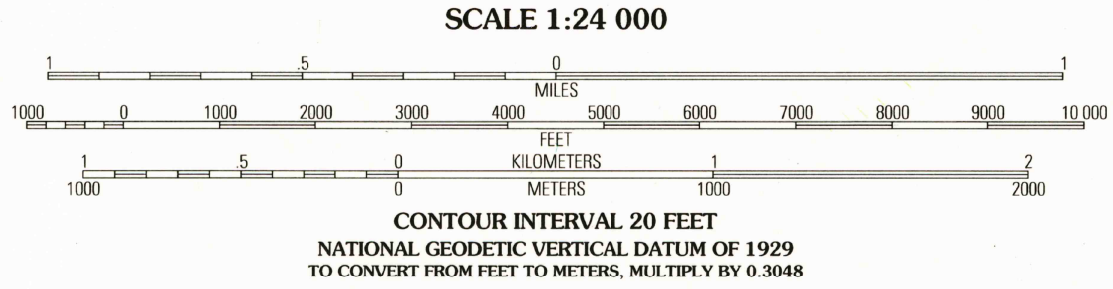 SCALE 1:24 000
1 .5 0 1
MILES
1000 0 1000 2000 3000 4000 5000 6000 7000 8000 9000 10 000
FEET
1 .5 0 KILOMETERS 1 2
1000 0 METERS 1000 2000
CONTOUR INTERVAL 20 FEET
NATIONAL GEODETIC VERTICAL DATUM OF 1929
TO CONVERT FROM FEET TO METERS, MULTIPLY BY 0.3048